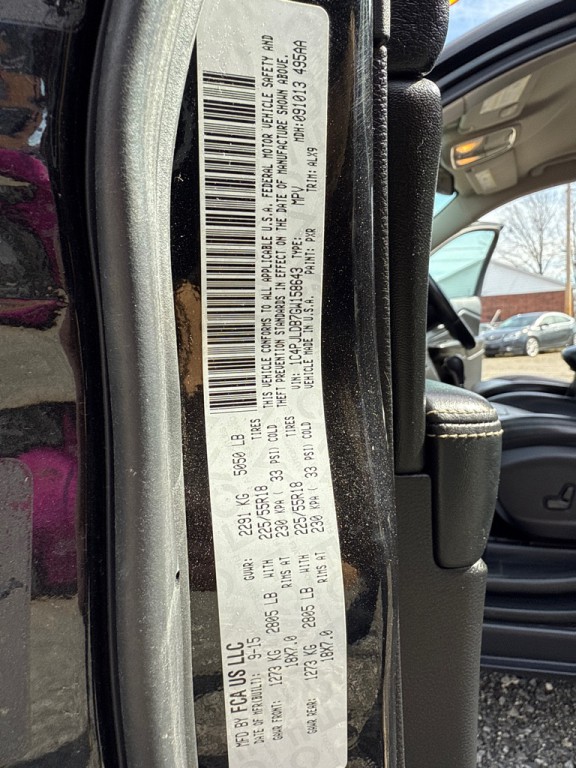 MFD BY FCA US LLC
DATE OF MFR(BUILT): 9-15 GVWR: 2291 KG 5050 LB
GAWR FRONT: WITH TIRES
1273 KG 2805 LB RIMS AT 225/55R18
18X7.0 230 KPA ( 33 PSI) COLD
GAWR REAR: WITH TIRES
1273 KG 2805 LB RIMS AT 225/55R18
18X7.0 230 KPA ( 33 PSI) COLD
THIS VEHICLE CONFORMS TO ALL APPLICABLE U.S.A. FEDERAL MOTOR VEHICLE SAFETY AND
THEFT PREVENTION STANDARDS IN EFFECT ON THE DATE OF MANUFACTURE SHOWN ABOVE.
VIN: 1C4PJLDB7GW158643 TYPE: MPV MDH:091013 495AA
VEHICLE MADE IN U.S.A. PAINT: PXR TRIM: ALX9